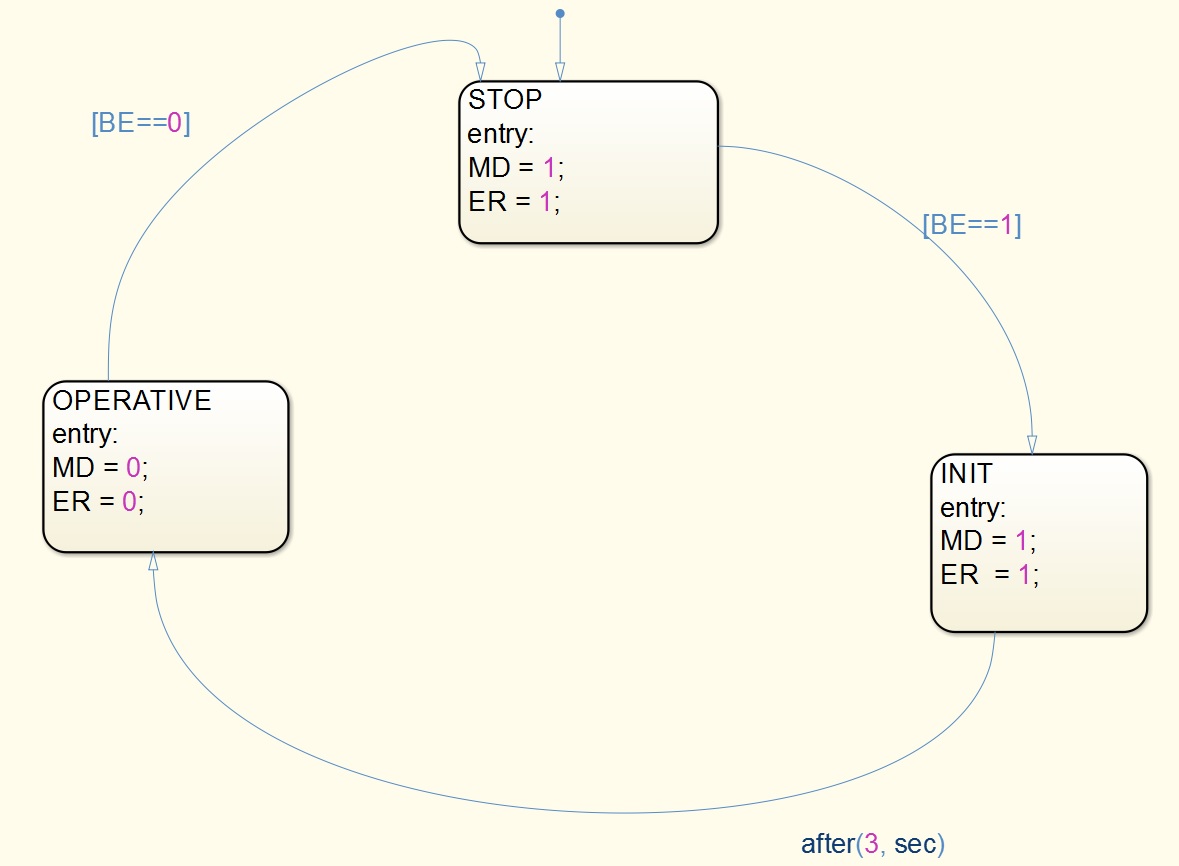 STOP
entry:
MD = 1;
ER = 1;
[BE==0]
[BE==1]
OPERATIVE
entry:
MD = 0;
ER = 0;
INIT
entry:
MD = 1;
ER  = 1;
after(3, sec)